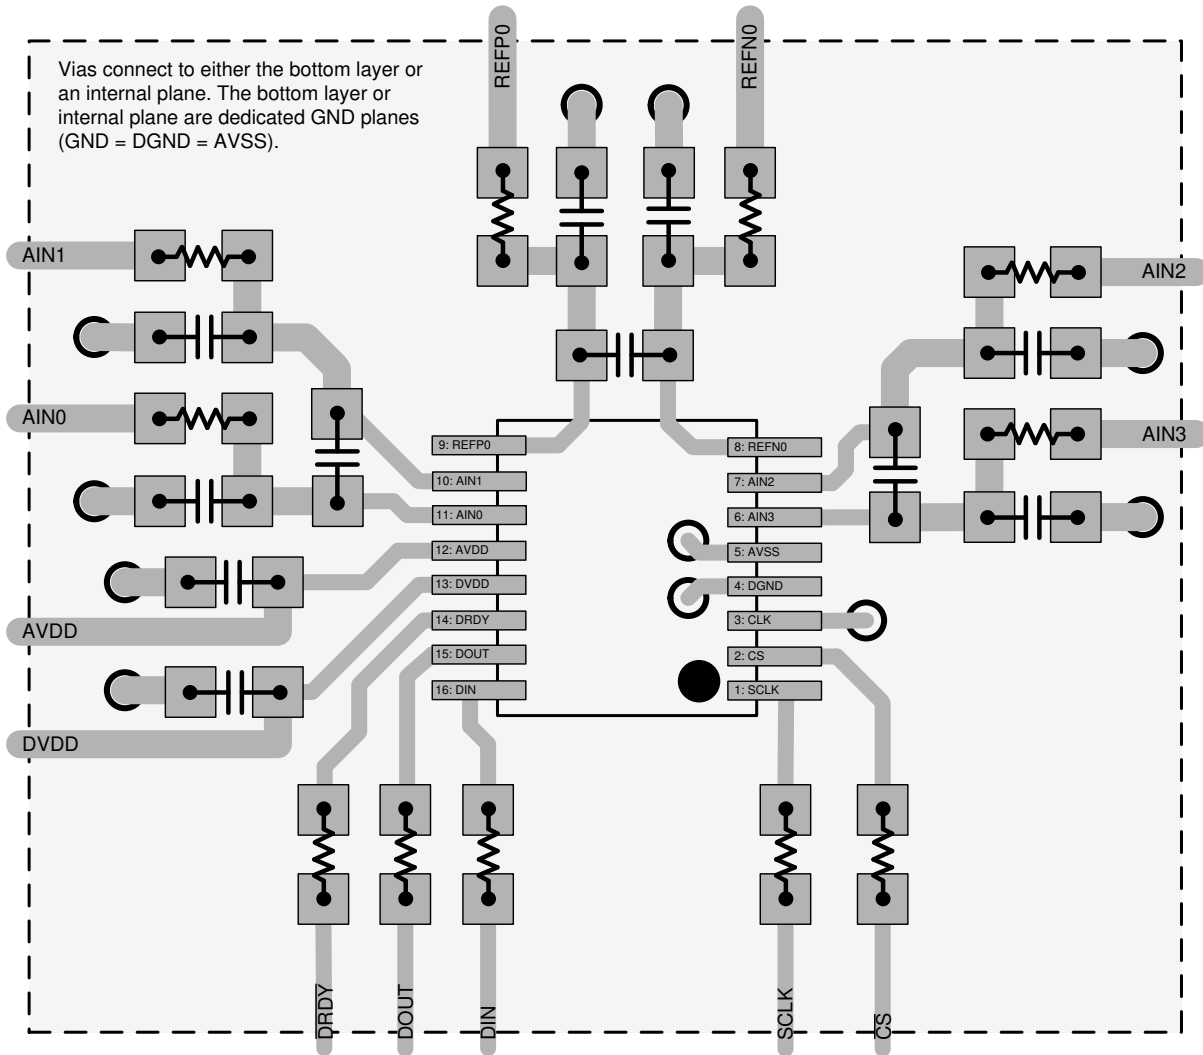 REFP0
REFN0
Vias connect to either the bottom layer or
an internal plane. The bottom layer or
internal plane are dedicated GND planes
(GND = DGND = AVSS).
AIN1
AIN2
AIN0
AIN3
9: REFP0
8: REFN0
10: AIN1
7: AIN2
11: AIN0
6: AIN3
12: AVDD
5: AVSS
13: DVDD
4: DGND
14: DRDY
3: CLK
15: DOUT
2: CS
16: DIN
1: SCLK
AVDD
DVDD
DRDY
DOUT
DIN
SCLK
CS